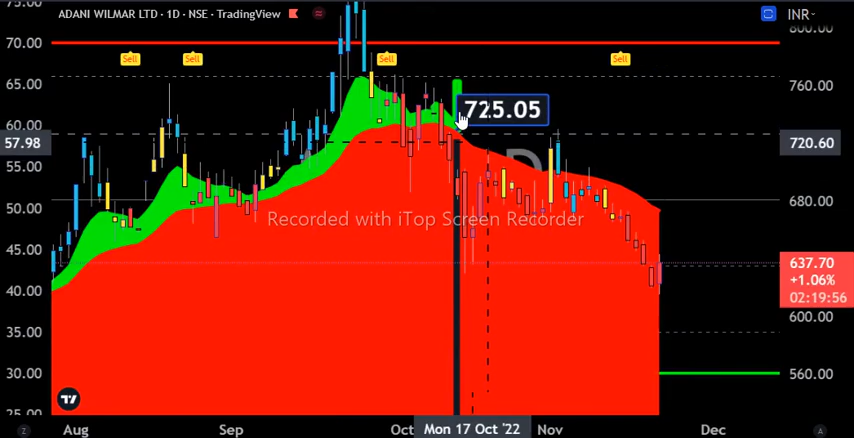 ADANI WILMAR LTD · 1D · NSE · TradingView
INR
75.00
70.00
65.00
60.00
57.98
55.00
50.00
45.00
40.00
35.00
30.00
25.00
Sell
Sell
Sell
Sell
725.05
D
Recorded with iTop Screen Recorder
800.00
760.00
720.60
680.00
637.70
+1.06%
02:19:56
600.00
560.00
Z
Aug
Sep
Oct
Mon 17 Oct '22
Nov
Dec
A